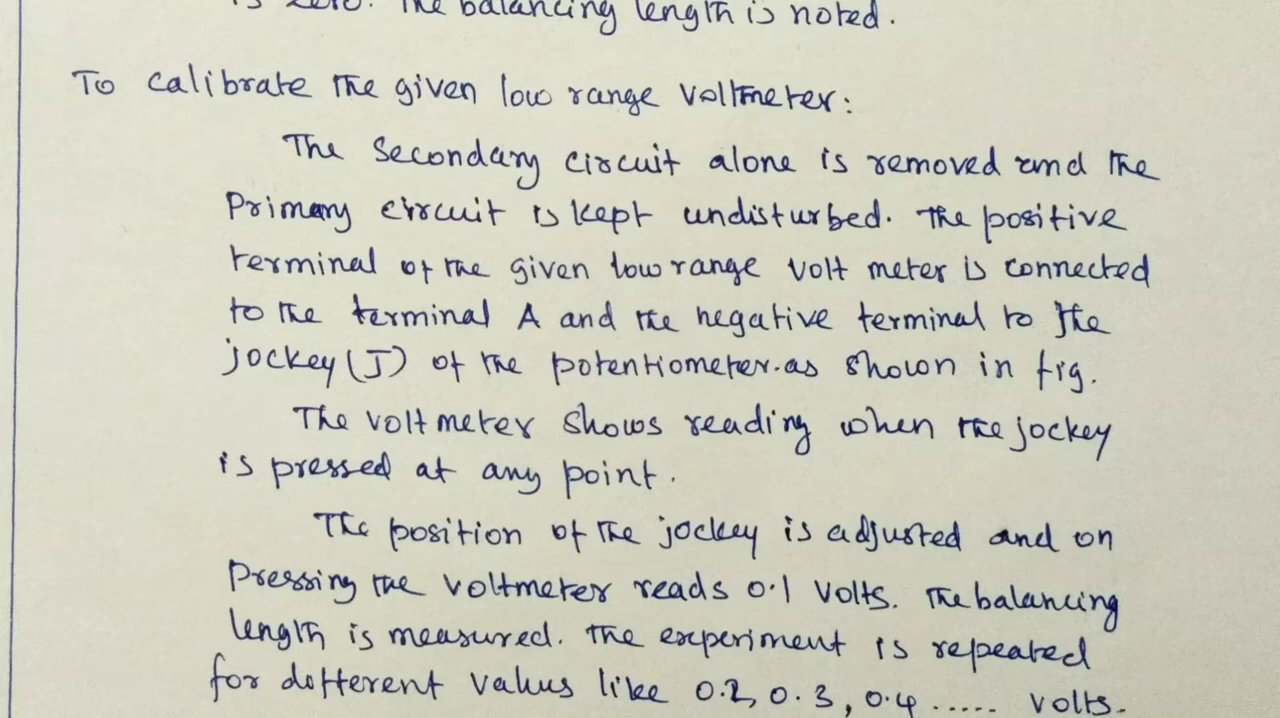 is zero. The balancing length is noted.
To calibrate the given low range voltmeter:
The secondary circuit alone is removed and the
Primary circuit is kept undisturbed. The positive
terminal of the given low range volt meter is connected
to the terminal A and the negative terminal to the
jockey (J) of the potentiometer. as shown in fig.
The volt meter shows reading when the jockey
is pressed at any point.
The position of the jockey is adjusted and on
Pressing the voltmeter reads 0.1 Volts. The balancing
length is measured. The experiment is repeated
for different values like 0.2, 0.3, 0.4 ..... volts.